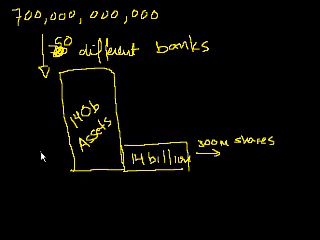 700,000,000,000
50 different banks
140b
Assets
14 billion
300M shares